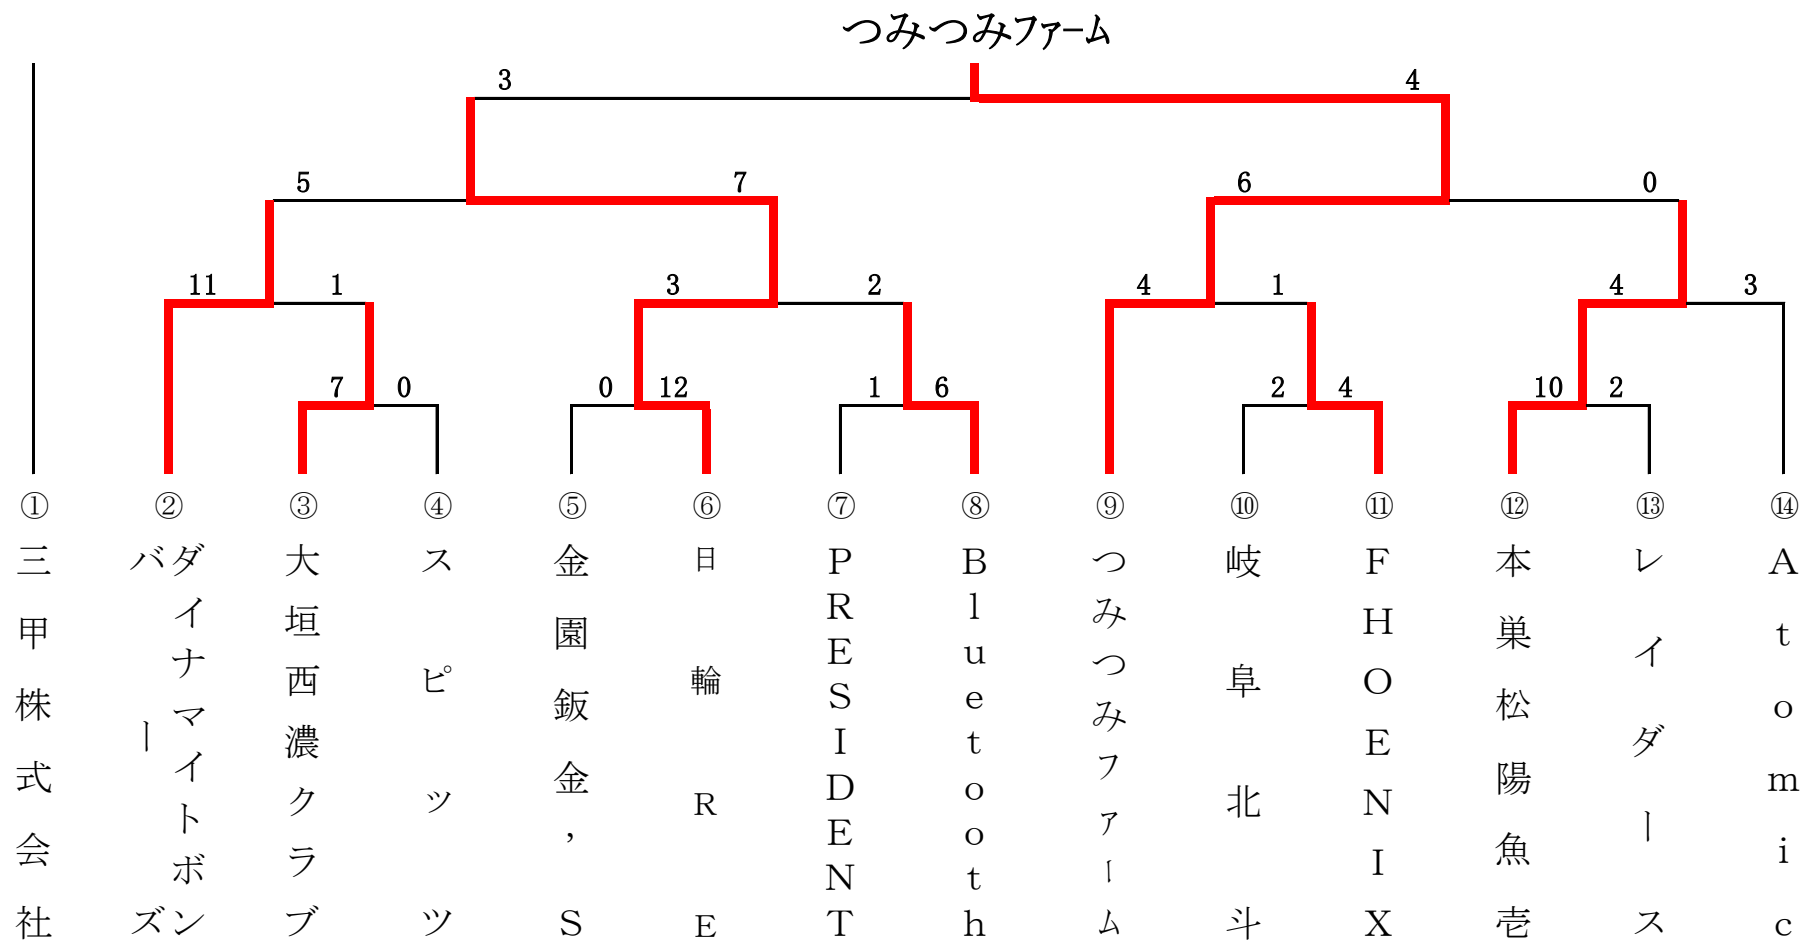 つみつみファーム
3 4
5 7 6 0
11 1 3 2 4 1 4 3
7 0 0 12 1 6 2 4 10 2
① ② ③ ④ ⑤ ⑥ ⑦ ⑧ ⑨ ⑩ ⑪ ⑫ ⑬ ⑭
三甲株式会社
ダイナマイトボン
バーズ
大垣西濃クラブ
スピッツ
金園鈑金,S
日輪RE
PRESIDENT
Bluetooth
つみつみファーム
岐阜北斗
FHOENIX
本巣松陽魚壱
レイダース
Atomic